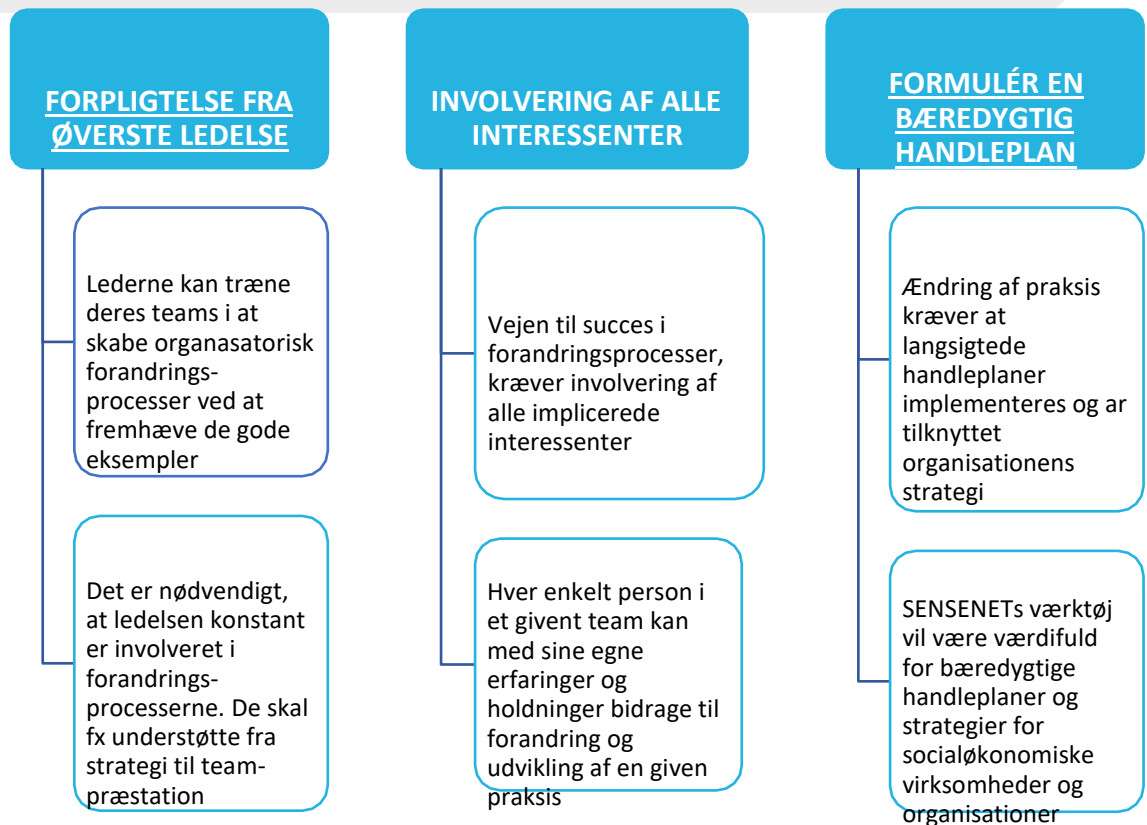 FORPLIGTELSE FRA
ØVERSTE LEDELSE
Lederne kan træne
deres teams i at
skabe organasatorisk
forandrings-
processer ved at
fremhæve de gode
eksempler
Det er nødvendigt,
at ledelsen konstant
er involveret i
forandrings-
processerne. De skal
fx understøtte fra
strategi til team-
præstation
INVOLVERING AF ALLE
INTERESSENTER
Vejen til succes i
forandringsprocesser,
kræver involvering af
alle implicerede
interessenter
Hver enkelt person i
et givent team kan
med sine egne
erfaringer og
holdninger bidrage til
forandring og
udvikling af en given
praksis
FORMULÉR EN
BÆREDYGTIG
HANDLEPLAN
Ændring af praksis
kræver at
langsigtede
handleplaner
implementeres og ar
tilknyttet
organisationens
strategi
SENSENETs værktøj
vil være værdifuld
for bæredygtige
handleplaner og
strategier for
socialøkonomiske
virksomheder og
organisationer